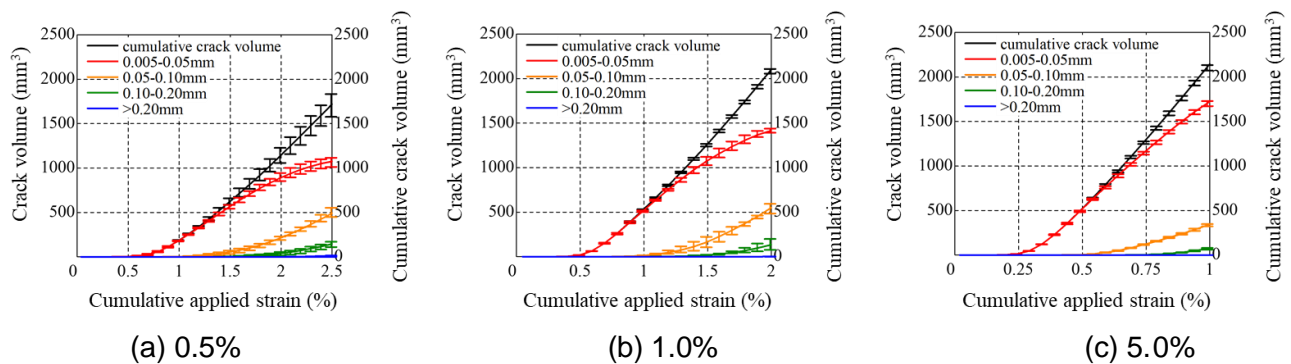 2500
2000
1500
1000
500
Crack volume (mm³)
cumulative crack volume
0.005-0.05mm
0.05-0.10mm
0.10-0.20mm
>0.20mm
2500
2000
1500
1000
500
0
Cumulative crack volume (mm³)
0 0.5 1 1.5 2 2.5
Cumulative applied strain (%)
(a) 0.5%
2500
2000
1500
1000
500
Crack volume (mm³)
cumulative crack volume
0.005-0.05mm
0.05-0.10mm
0.10-0.20mm
>0.20mm
2500
2000
1500
1000
500
0
Cumulative crack volume (mm³)
0 0.5 1 1.5 2
Cumulative applied strain (%)
(b) 1.0%
2500
2000
1500
1000
500
Crack volume (mm³)
cumulative crack volume
0.005-0.05mm
0.05-0.10mm
0.10-0.20mm
>0.20mm
2500
2000
1500
1000
500
0
Cumulative crack volume (mm³)
0 0.25 0.5 0.75 1
Cumulative applied strain (%)
(c) 5.0%